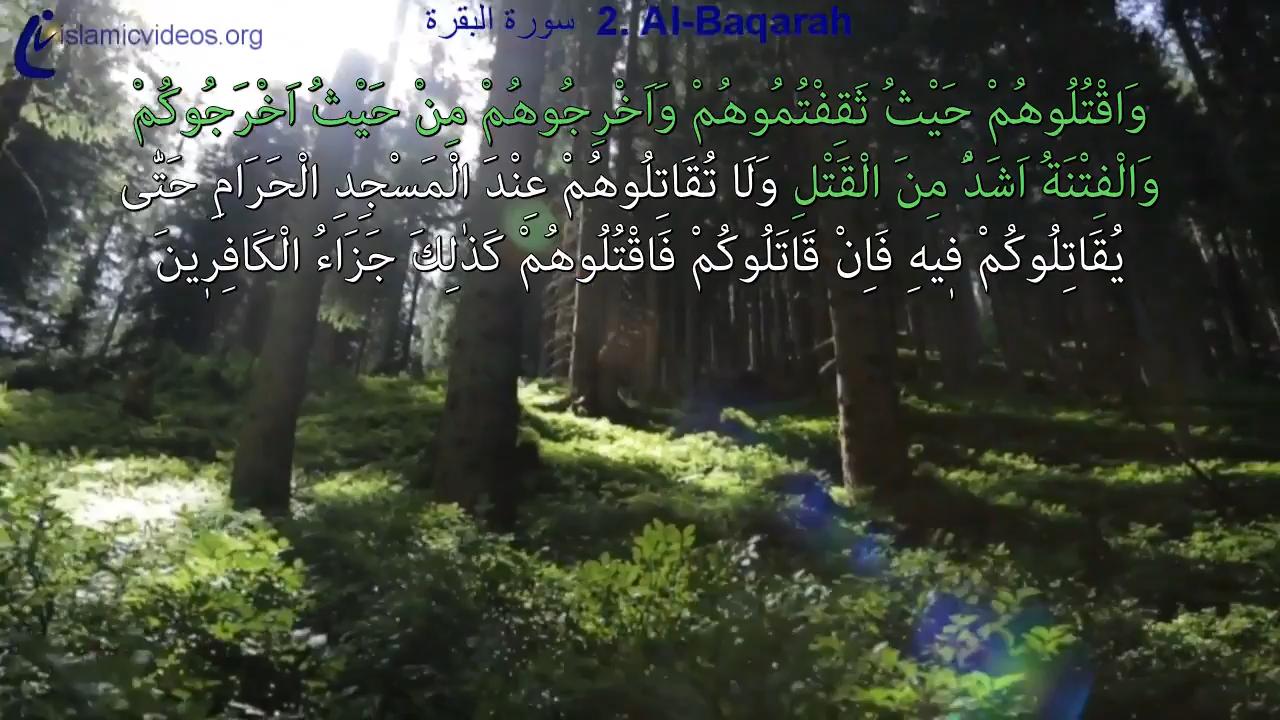 سورة البقرة 2. Al-Baqarah
islamicvideos.org
وَاقْتُلُوهُمْ حَيْثُ ثَقِفْتُمُوهُمْ وَاَخْرِجُوهُمْ مِنْ حَيْثُ اَخْرَجُوكُمْ
وَالْفِتْنَةُ اَشَدُّ مِنَ الْقَتْلِ وَلَا تُقَاتِلُوهُمْ عِنْدَ الْمَسْجِدِ الْحَرَامِ حَتّٰى
يُقَاتِلُوكُمْ فٖيهِ فَاِنْ قَاتَلُوكُمْ فَاقْتُلُوهُمْ كَذٰلِكَ جَزَاءُ الْكَافِرٖينَ